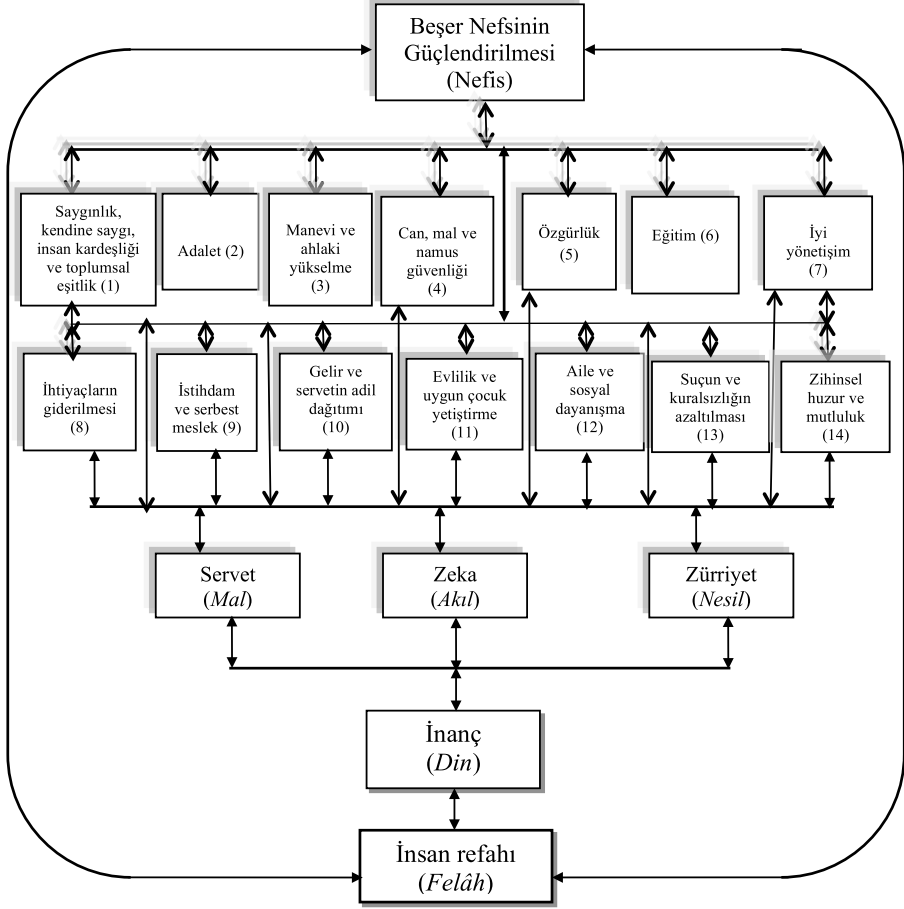 Beşer Nefsinin
Güçlendirilmesi
(Nefis)
Saygınlık,
kendine saygı,
insan kardeşliği
ve toplumsal
eşitlik (1)
Adalet (2)
Manevi ve
ahlaki
yükselme
(3)
Can, mal ve
namus
güvenliği
(4)
Özgürlük
(5)
Eğitim (6)
İyi
yönetişim
(7)
İhtiyaçların
giderilmesi
(8)
İstihdam
ve serbest
meslek (9)
Gelir ve
servetin adil
dağıtımı
(10)
Evlilik ve
uygun çocuk
yetiştirme
(11)
Aile ve
sosyal
dayanışma
(12)
Suçun ve
kuralsızlığın
azaltılması
(13)
Zihinsel
huzur ve
mutluluk
(14)
Servet
(Mal)
Zeka
(Akıl)
Zürriyet
(Nesil)
İnanç
(Din)
İnsan refahı
(Felâh)